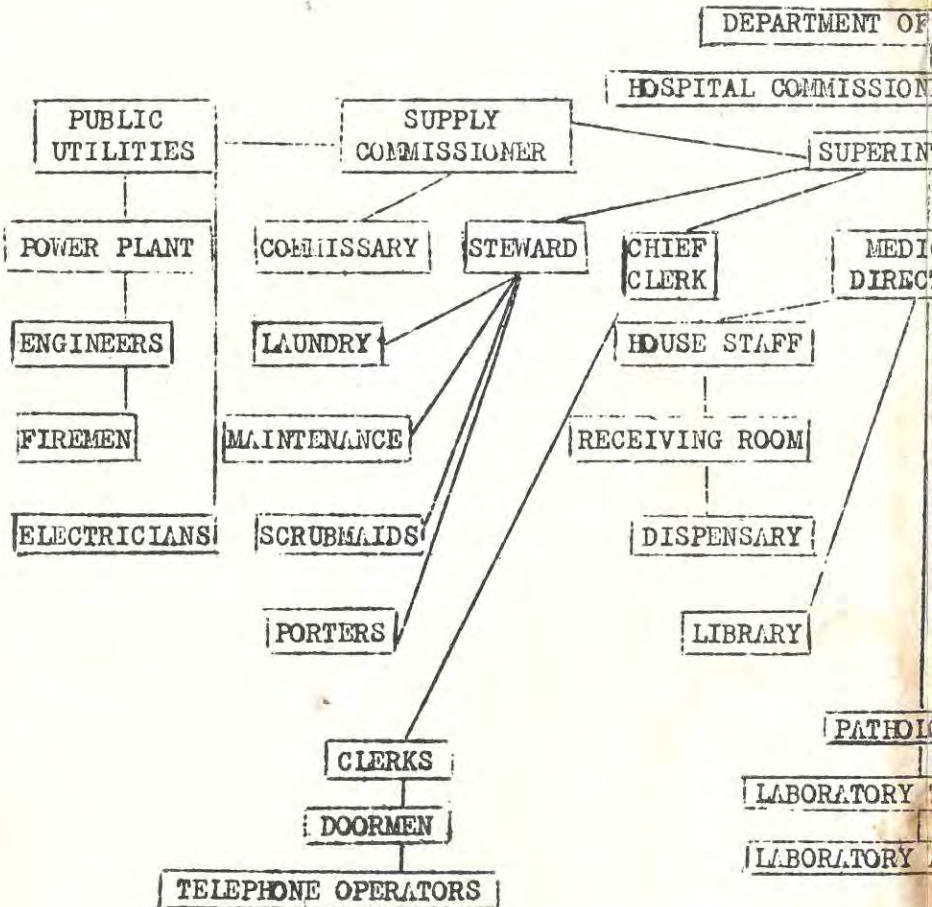 DEPARTMENT OF
HOSPITAL COMMISSION
PUBLIC
UTILITIES
SUPPLY
COMMISSIONER
SUPERIN
POWER PLANT
COMMISSARY
STEWARD
CHIEF
CLERK
MEDI
DIREC
ENGINEERS
LAUNDRY
HOUSE STAFF
FIREMEN
MAINTENANCE
RECEIVING ROOM
ELECTRICIANS
SCRUBMAIDS
DISPENSARY
PORTERS
LIBRARY
PATHOL
CLERKS
LABORATORY
DOORMEN
LABORATORY
TELEPHONE OPERATORS